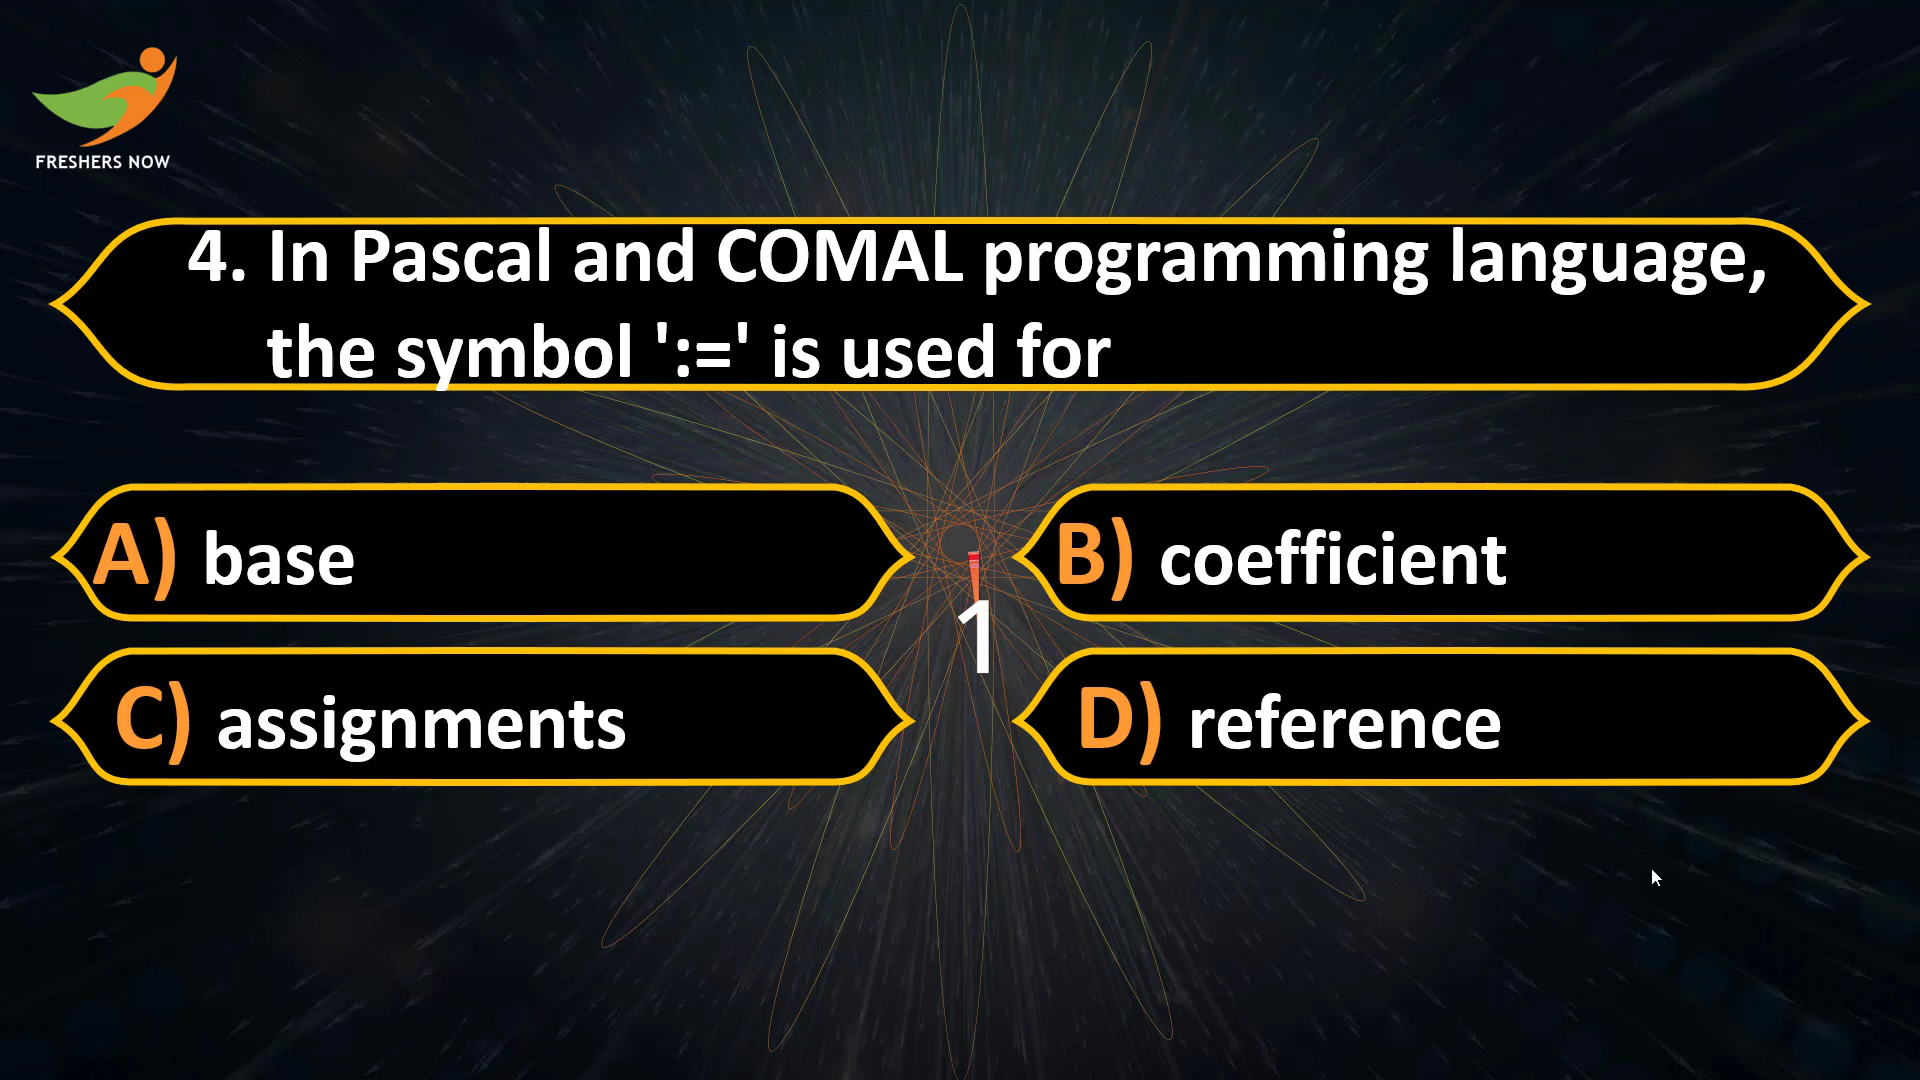 FRESHERS NOW
4. In Pascal and COMAL programming language,
the symbol ':=' is used for
A) base
B) coefficient
1
C) assignments
D) reference